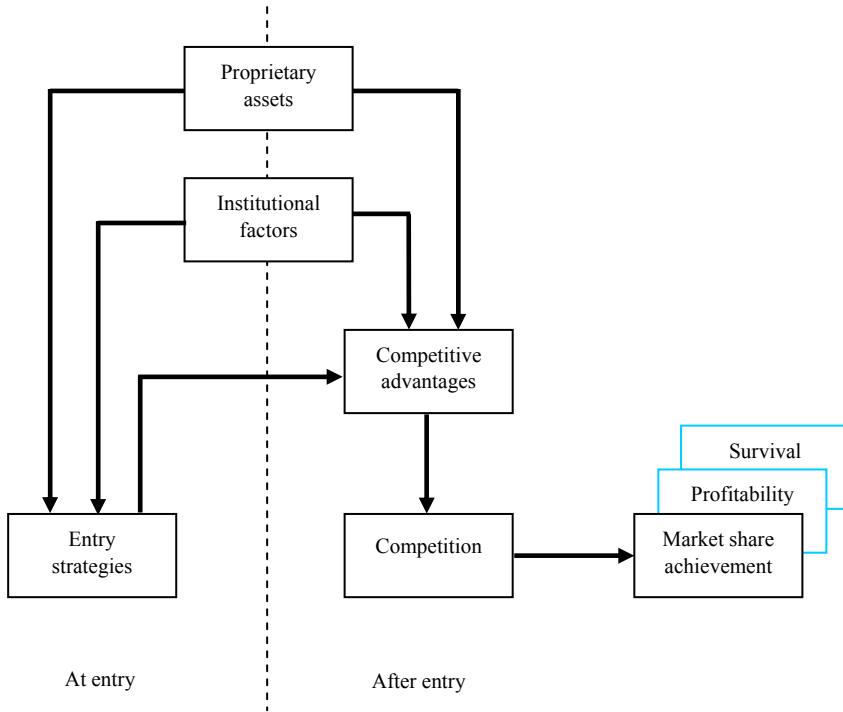 Proprietary
assets
Institutional
factors
Competitive
advantages
Survival
Profitability
Entry
strategies
Competition
Market share
achievement
At entry
After entry